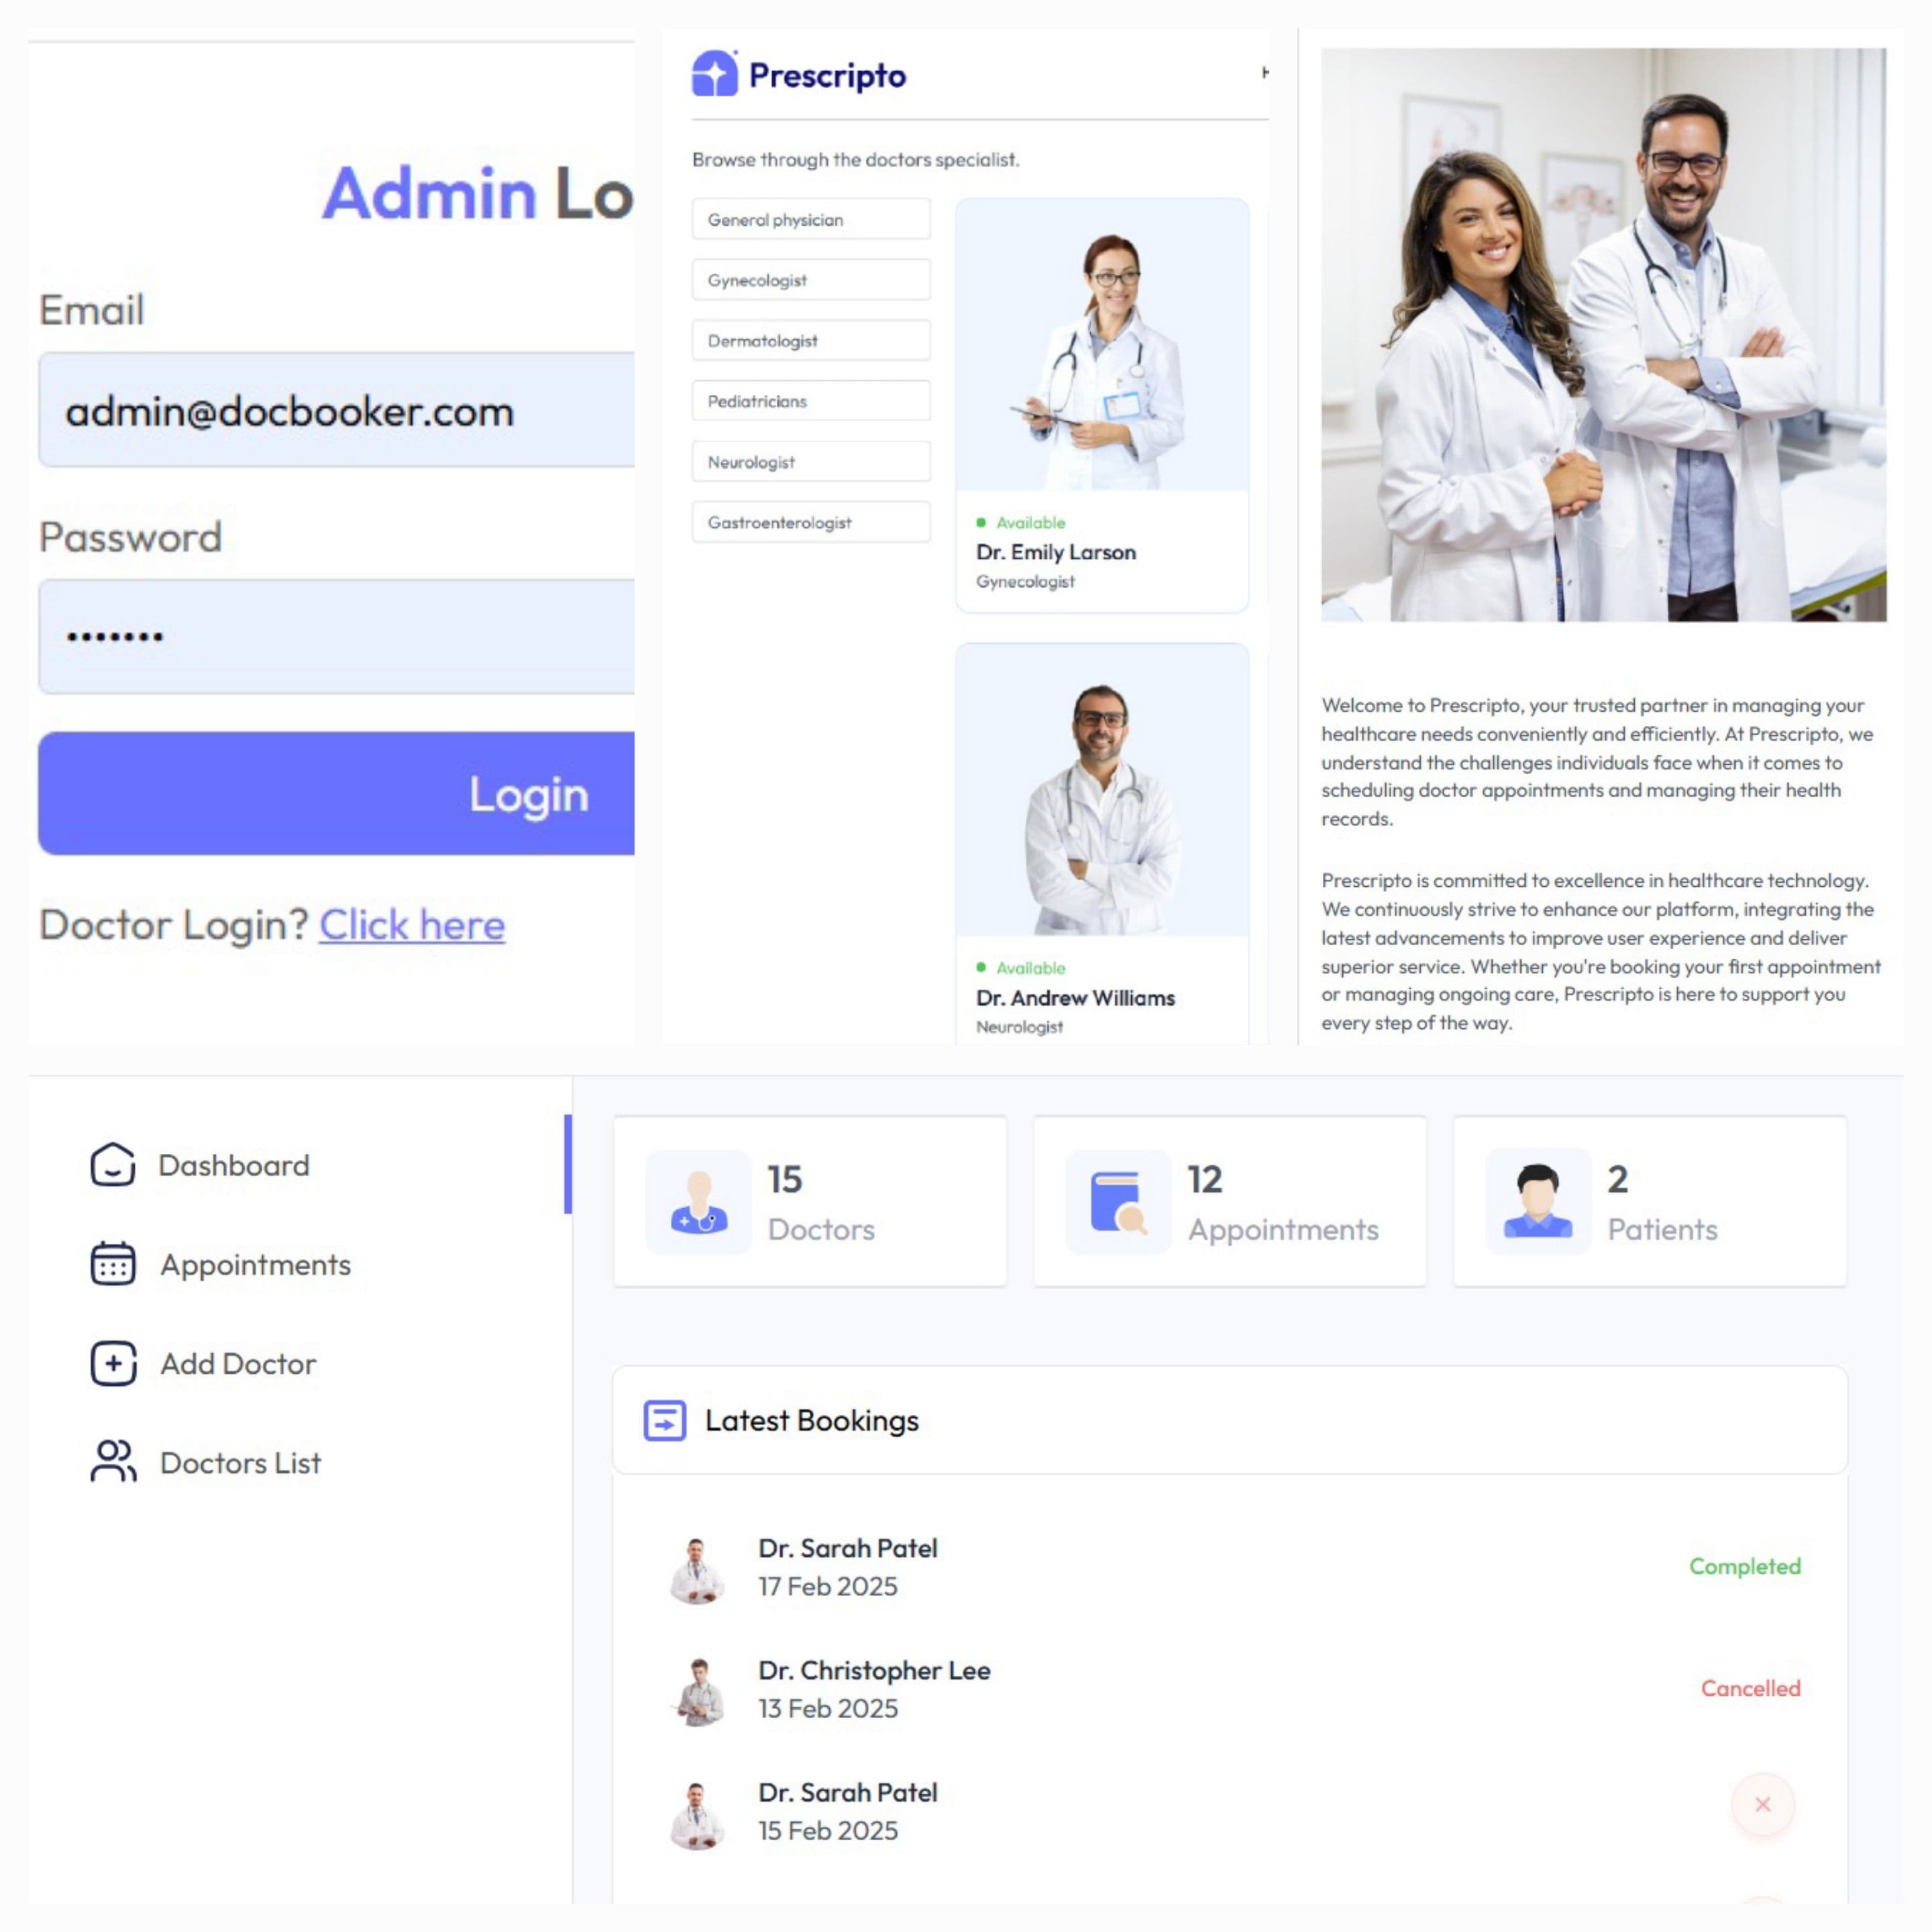 Admin Lo
Email
admin@docbooker.com
Password
•••••••
Login
Doctor Login? Click here
Prescripto
Browse through the doctors specialist.
General physician
Gynecologist
Dermatologist
Pediatricians
Neurologist
Gastroenterologist
Available
Dr. Emily Larson
Gynecologist
Available
Dr. Andrew Williams
Neurologist
Welcome to Prescripto, your trusted partner in managing your
healthcare needs conveniently and efficiently. At Prescripto, we
understand the challenges individuals face when it comes to
scheduling doctor appointments and managing their health
records.
Prescripto is committed to excellence in healthcare technology.
We continuously strive to enhance our platform, integrating the
latest advancements to improve user experience and deliver
superior service. Whether you're booking your first appointment
or managing ongoing care, Prescripto is here to support you
every step of the way.
Dashboard
Appointments
Add Doctor
Doctors List
15
Doctors
12
Appointments
2
Patients
Latest Bookings
Dr. Sarah Patel
17 Feb 2025
Completed
Dr. Christopher Lee
13 Feb 2025
Cancelled
Dr. Sarah Patel
15 Feb 2025